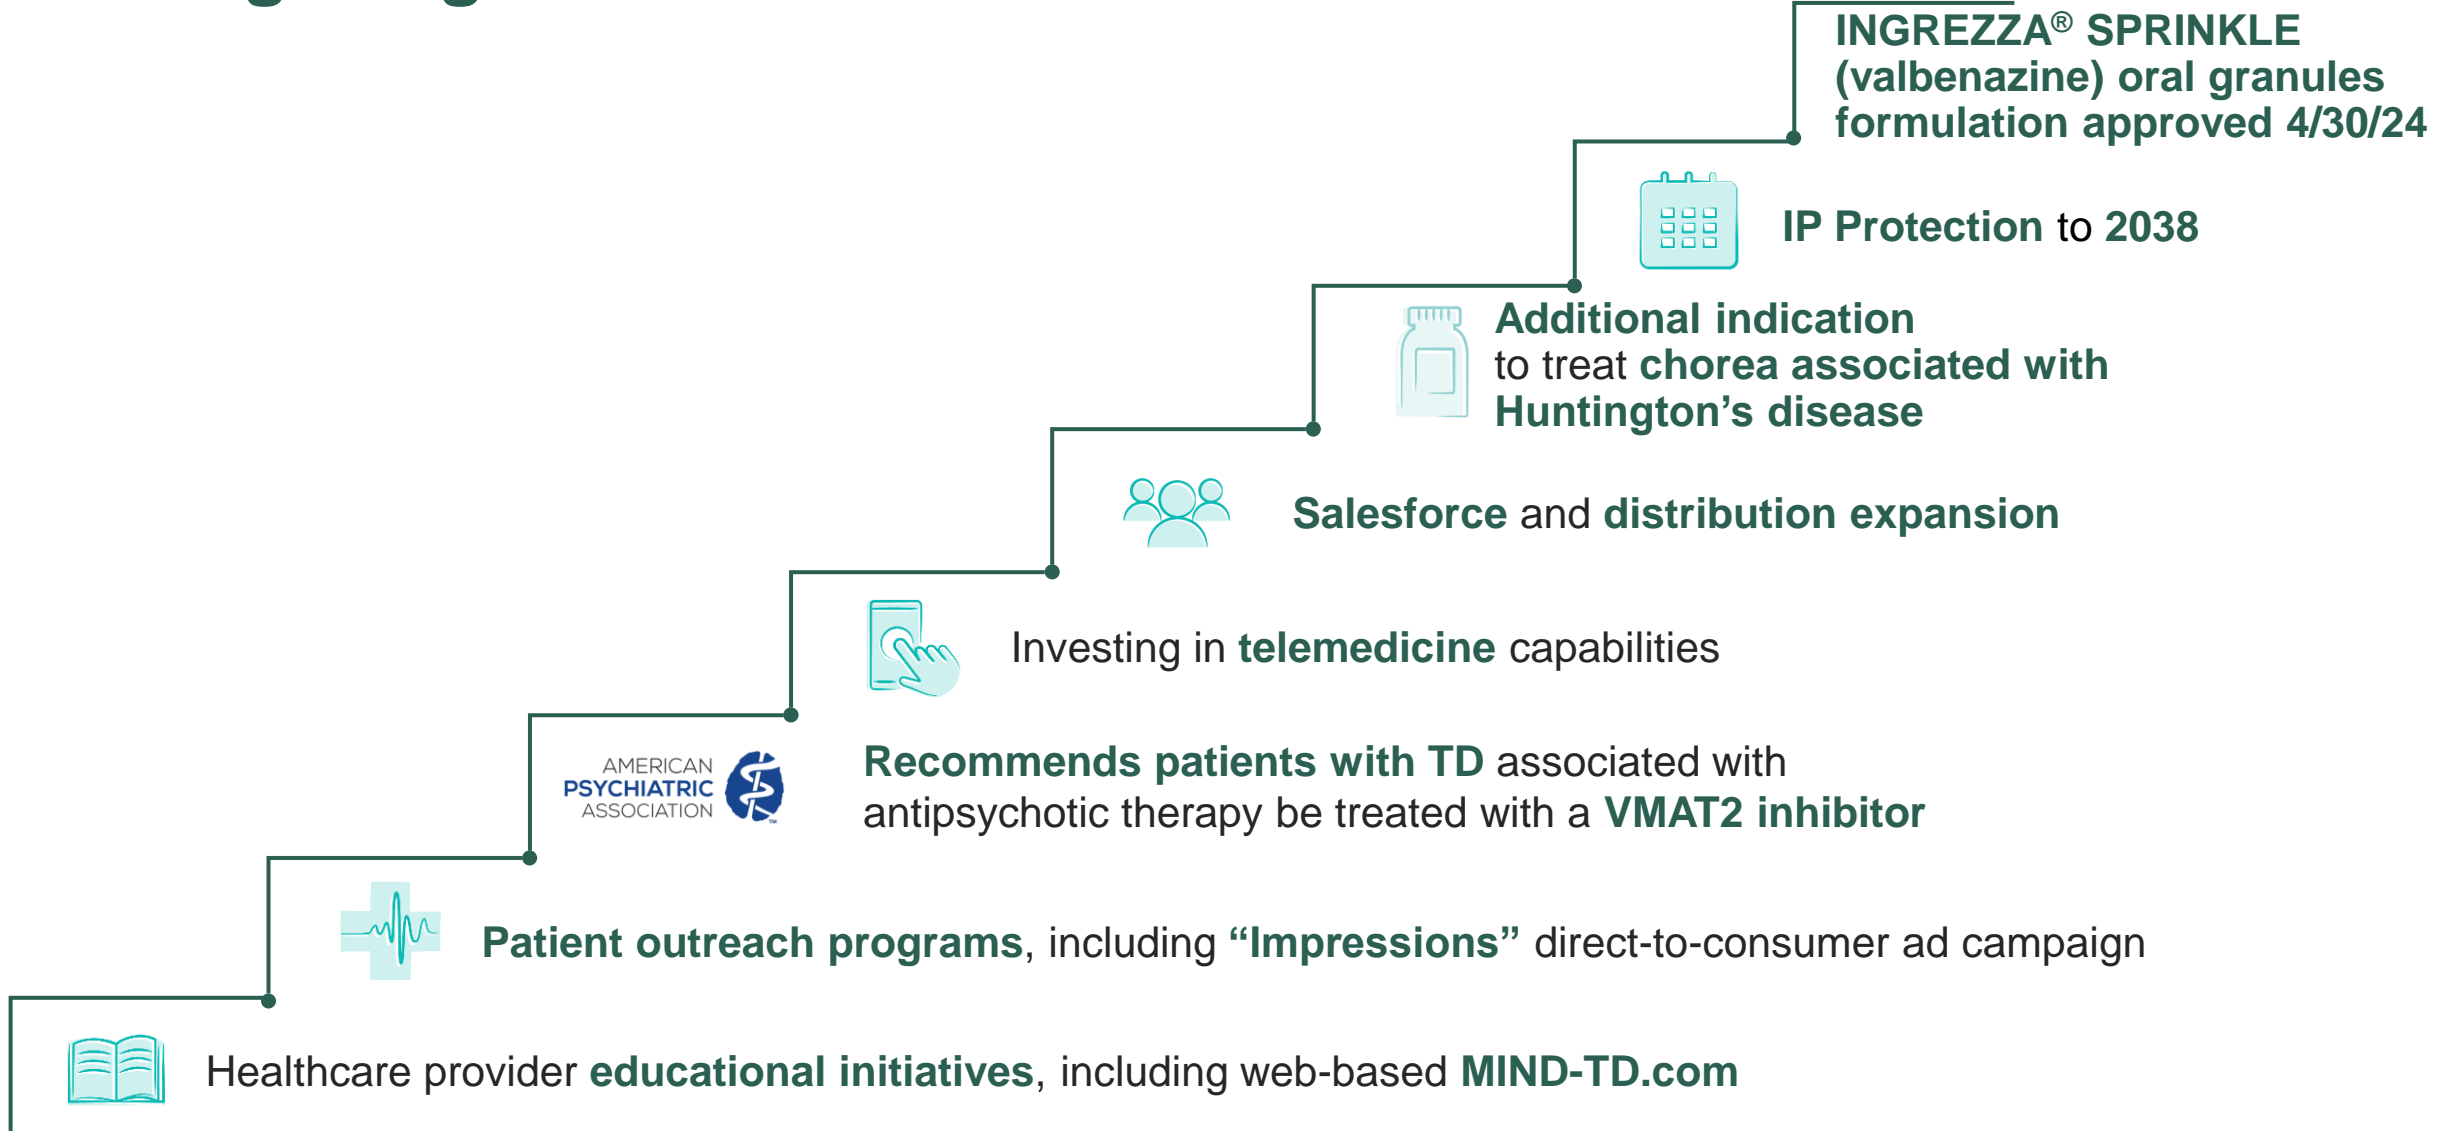 INGREZZA® SPRINKLE
(valbenazine) oral granules
formulation approved 4/30/24
IP Protection to 2038
Additional indication
to treat chorea associated with
Huntington’s disease
Salesforce and distribution expansion
Investing in telemedicine capabilities
AMERICAN
PSYCHIATRIC
ASSOCIATION
TM
Recommends patients with TD associated with
antipsychotic therapy be treated with a VMAT2 inhibitor
Patient outreach programs, including “Impressions” direct-to-consumer ad campaign
Healthcare provider educational initiatives, including web-based MIND-TD.com